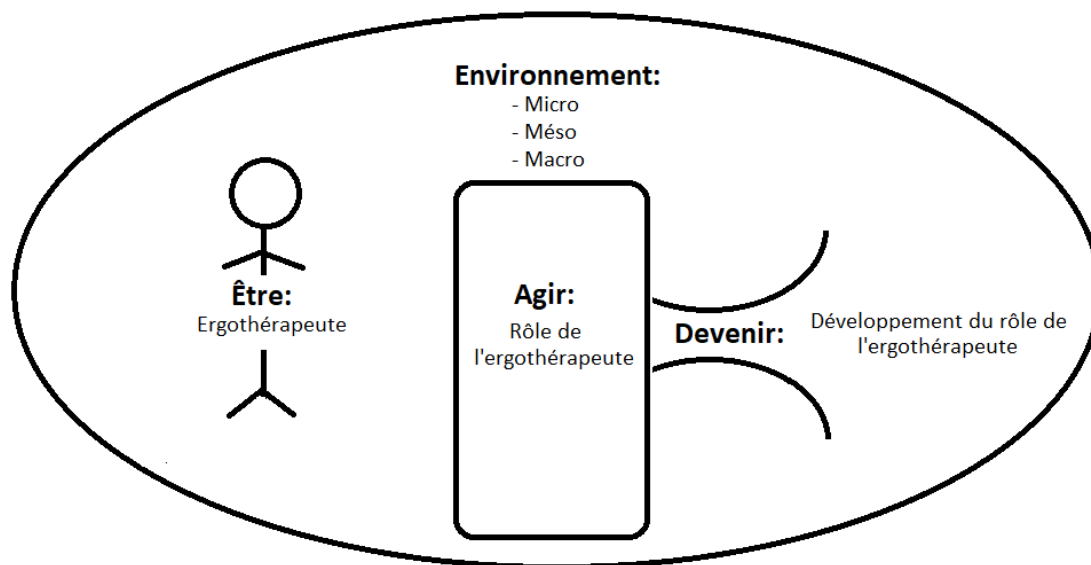 Environnement:
- Micro
- Méso
- Macro
Être:
Ergothérapeute
Agir:
Rôle de
l'ergothérapeute
Devenir:
Développement du rôle de
l'ergothérapeute